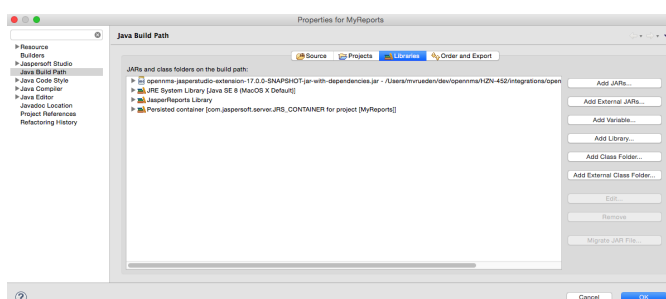 Properties for MyReports
Java Build Path
Resource
Builders
Jaspersoft Studio
Java Build Path
Java Code Style
Java Compiler
Java Editor
Javadoc Location
Project References
Refactoring History
Source
Projects
Libraries
Order and Export
JARs and class folders on the build path:
opennms-jasperstudio-extension-17.0.0-SNAPSHOT-jar-with-dependencies.jar - /Users/mvrueden/dev/opennms/HZN-452/integrations/open
JRE System Library [Java SE 8 (MacOS X Default)]
JasperReports Library
Persisted container [com.jaspersoft.server.JRS_CONTAINER for project [MyReports]]
Add JARs...
Add External JARs...
Add Variable...
Add Library...
Add Class Folder...
Add External Class Folder...
Edit...
Remove
Migrate JAR File...
?
Cancel
OK